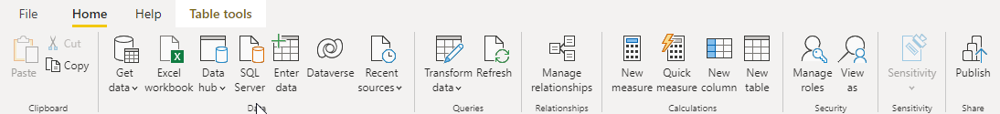 File Home Help Table tools
Paste Cut
Copy
Get data Excel workbook Data hub SQL Server Enter data Dataverse Recent sources Transform data Refresh Manage relationships New measure Quick measure New column New table Manage roles View as Sensitivity Publish
Clipboard Data Queries Relationships Calculations Security Sensitivity Share